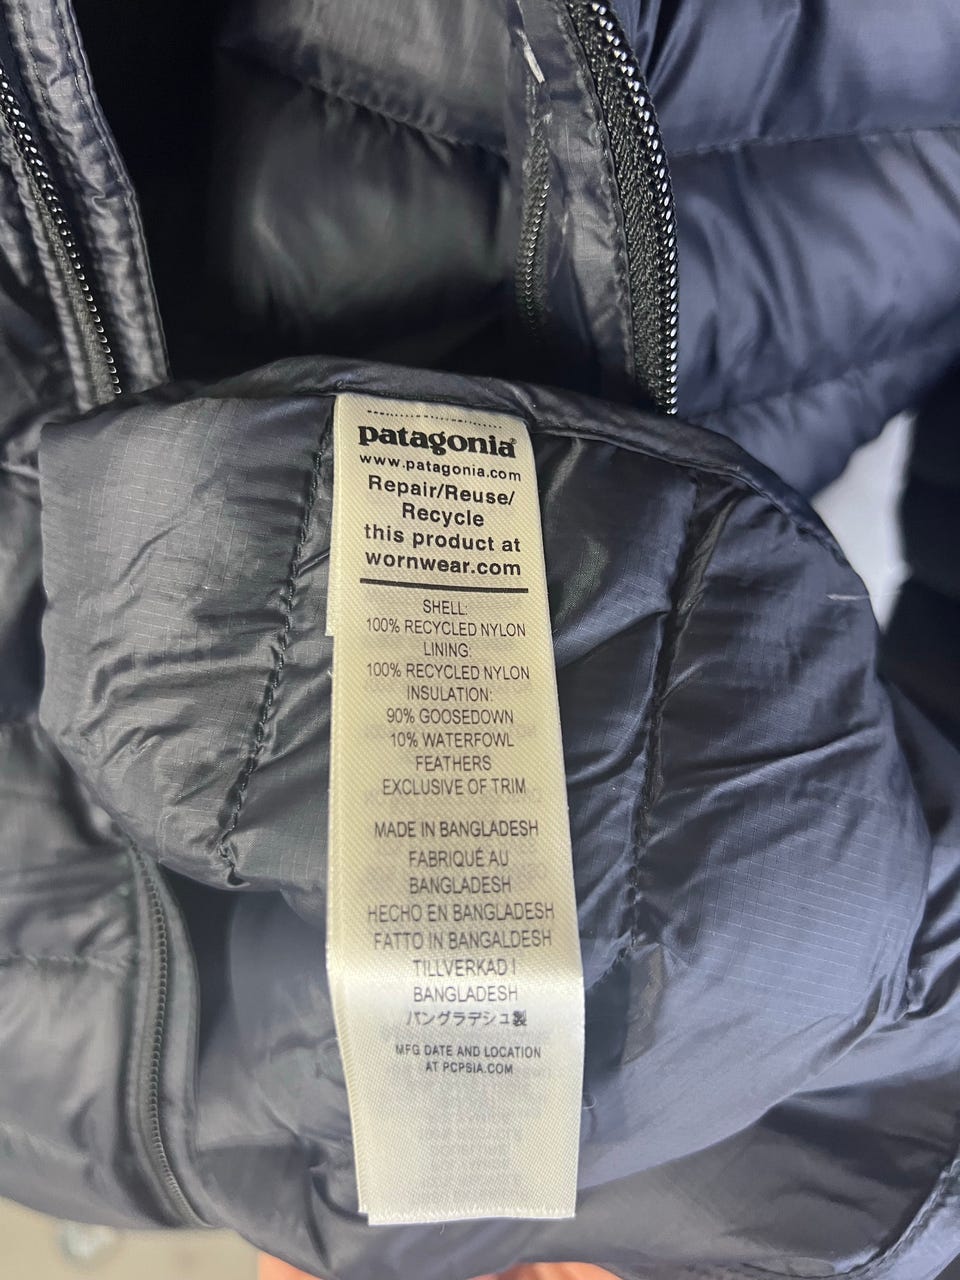 patagonia®
www.patagonia.com
Repair/Reuse/
Recycle
this product at
wornwear.com
SHELL:
100% RECYCLED NYLON
LINING:
100% RECYCLED NYLON
INSULATION:
90% GOOSEDOWN
10% WATERFOWL
FEATHERS
EXCLUSIVE OF TRIM
MADE IN BANGLADESH
FABRIQUÉ AU
BANGLADESH
HECHO EN BANGLADESH
FATTO IN BANGALDESH
TILLVERKAD I
BANGLADESH
バングラデシュ製
MFG DATE AND LOCATION
AT PCPSIA.COM